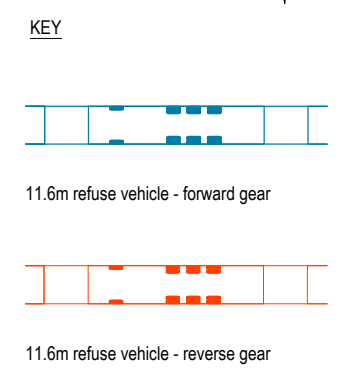 KEY
11.6m refuse vehicle - forward gear
11.6m refuse vehicle - reverse gear